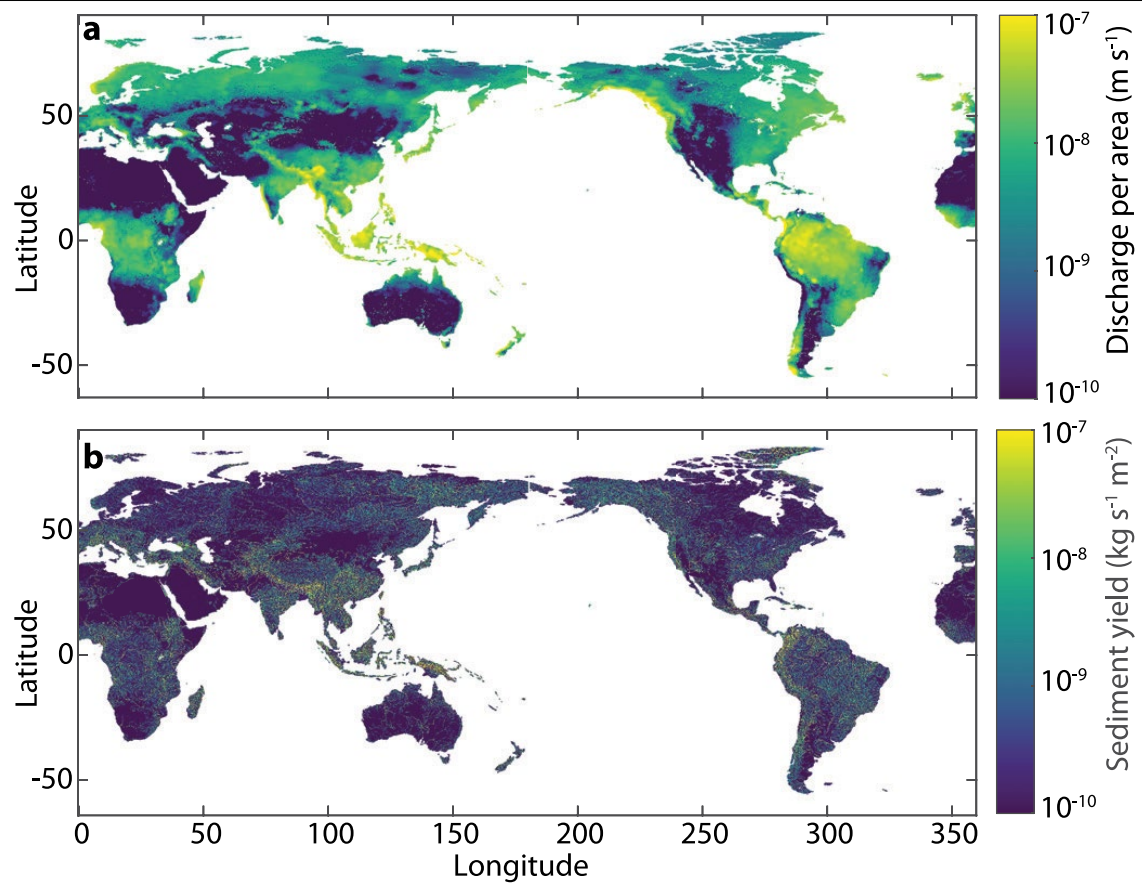 a
50
0
-50
Latitude
10-7
10-8
10-9
10-10
Discharge per area (m s-1)
b
50
0
-50
Latitude
0 50 100 150 200 250 300 350
Longitude
10-7
10-8
10-9
10-10
Sediment yield (kg s-1 m-2)